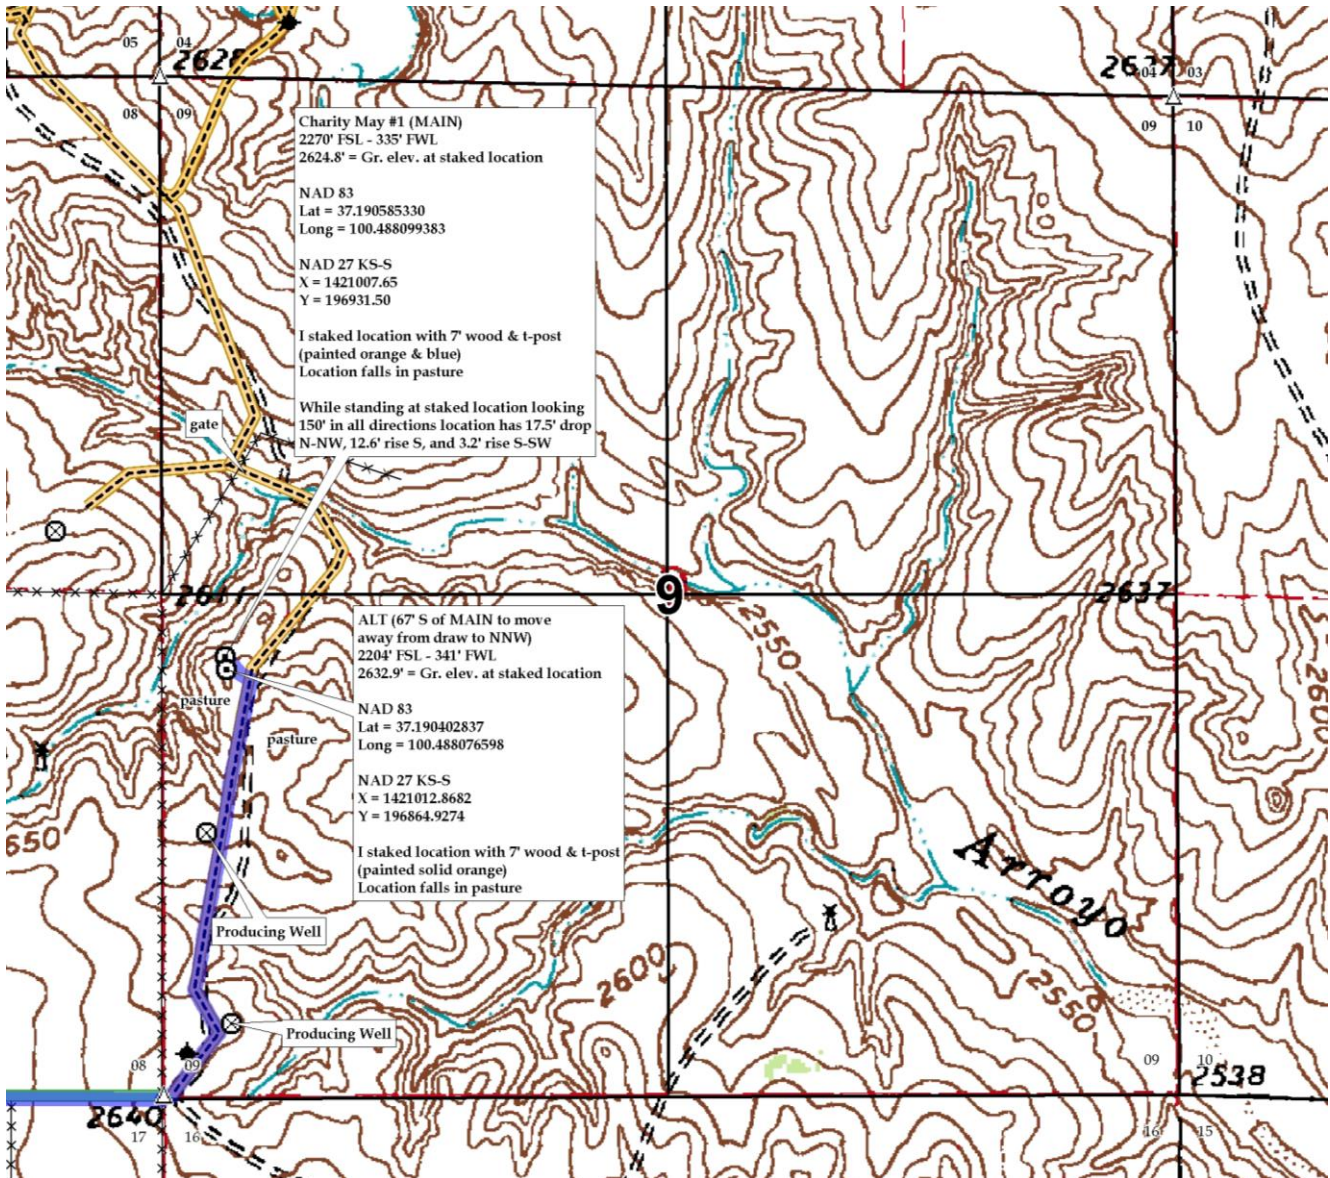 05
04
2628
2637
04
03
08
09
09
10
Charity May #1 (MAIN)
2270' FSL - 335' FWL
2624.8' = Gr. elev. at staked location
NAD 83
Lat = 37.190585330
Long = 100.488099383
NAD 27 KS-S
X = 1421007.65
Y = 196931.50
I staked location with 7' wood & t-post
(painted orange & blue)
Location falls in pasture
While standing at staked location looking
150' in all directions location has 17.5' drop
N-NW, 12.6' rise S, and 3.2' rise S-SW
gate
9
2637
2550
ALT (67' S of MAIN to move
away from draw to NNW)
2204' FSL - 341' FWL
2632.9' = Gr. elev. at staked location
NAD 83
Lat = 37.190402837
Long = 100.488076598
NAD 27 KS-S
X = 1421012.8682
Y = 196864.9274
I staked location with 7' wood & t-post
(painted solid orange)
Location falls in pasture
pasture
pasture
2600
Arroyo
Producing Well
2600
2550
Producing Well
08
09
09
10
2538
2640
17
16
16
15